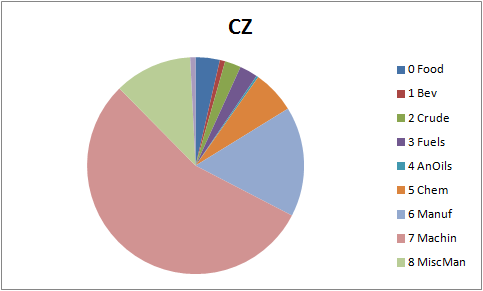 CZ
0 Food
1 Bev
2 Crude
3 Fuels
4 AnOils
5 Chem
6 Manuf
7 Machin
8 MiscMan